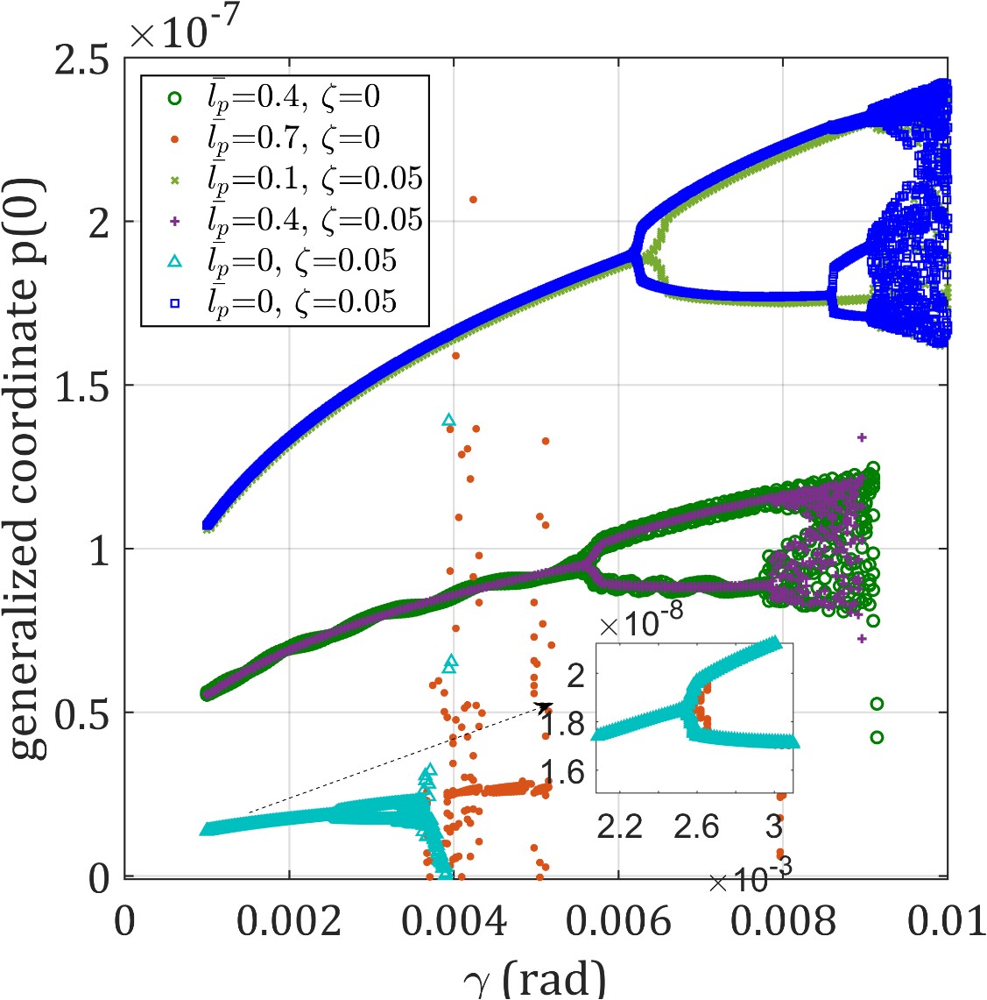 ×10⁻⁷
2.5
2
1.5
1
0.5
0
generalized coordinate p(0)
l̄ₚ=0.4, ζ=0
l̄ₚ=0.7, ζ=0
l̄ₚ=0.1, ζ=0.05
l̄ₚ=0.4, ζ=0.05
l̄ₚ=0, ζ=0.05
l̄ₚ=0, ζ=0.05
×10⁻⁸
2
1.8
1.6
2.2 2.6 3
×10⁻³
0 0.002 0.004 0.006 0.008 0.01
γ (rad)